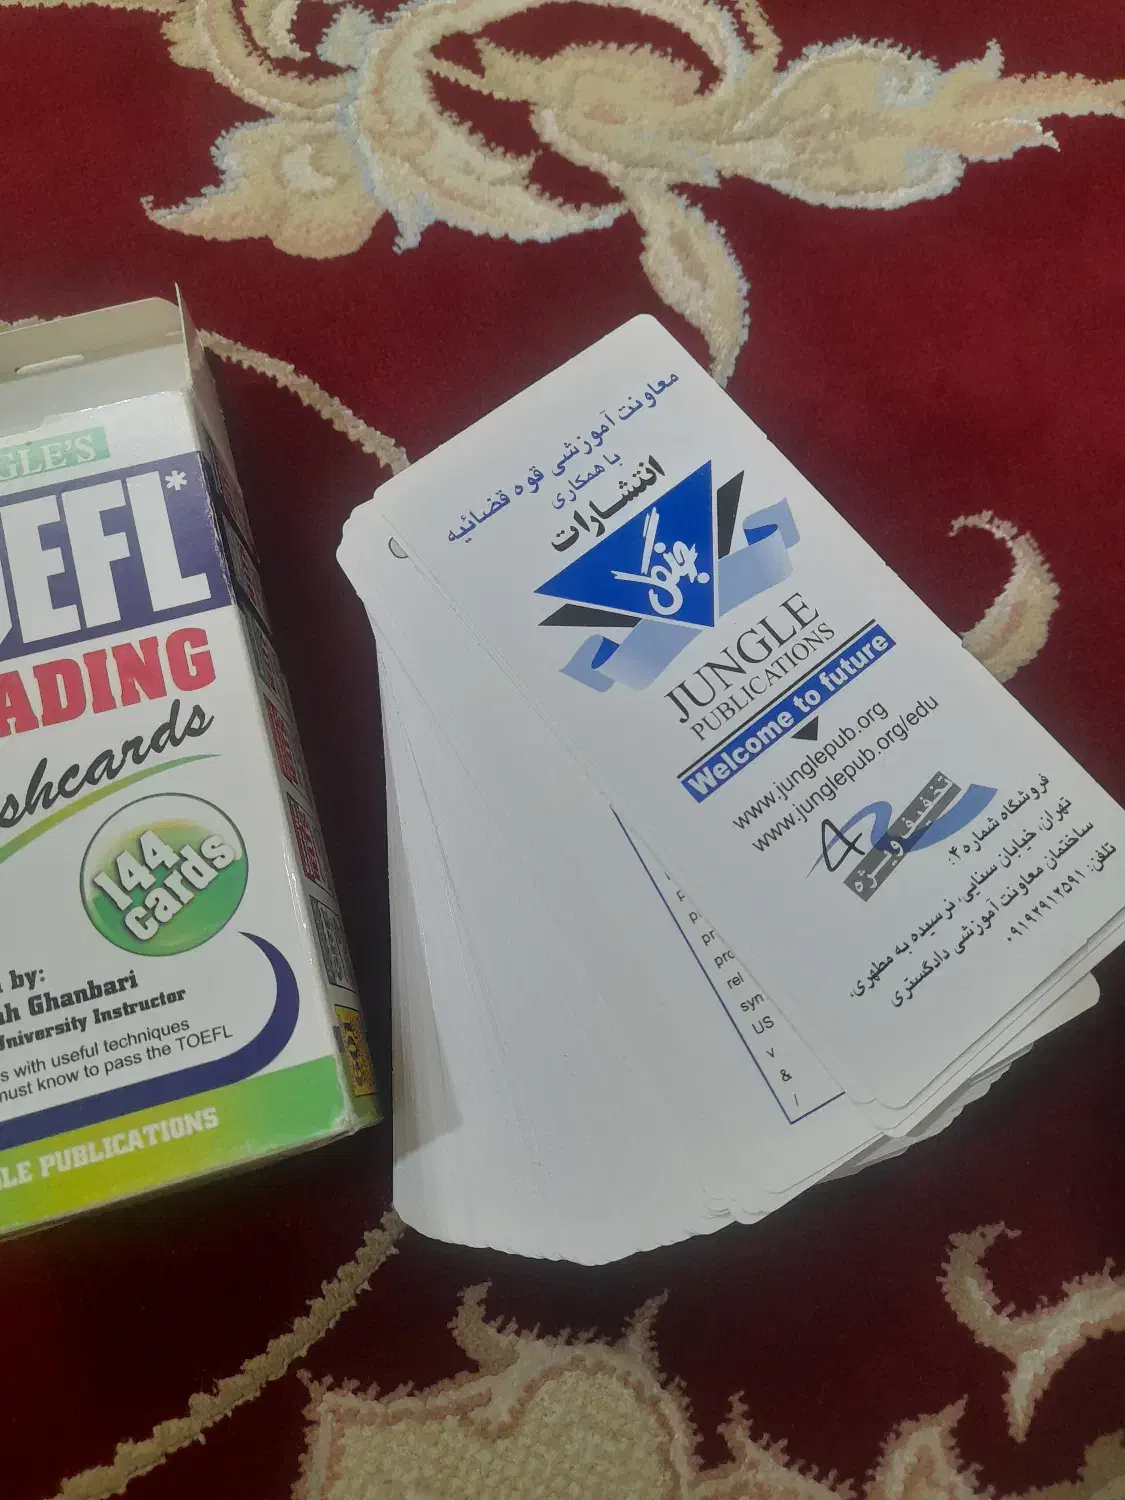 GLE'S
OEFL*
ADING
shcards
144
cards
by:
ah Ghanbari
University Instructor
s with useful techniques
must know to pass the TOEFL
LE PUBLICATIONS
معاونت آموزشی قوه قضائیه
با همکاری
انتشارات
جنگل
JUNGLE
PUBLICATIONS
Welcome to future
www.junglepub.org
www.junglepub.org/edu
4
تخفیف ویژه
فروشگاه شماره ۴:
تهران، خیابان سنایی، نرسیده به مطهری،
ساختمان معاونت آموزشی دادگستری
تلفن: ۰۹۱۹۲۹۱۲۵۹۱
p
p.
pr
pro
rel
syn
US
v
&
/